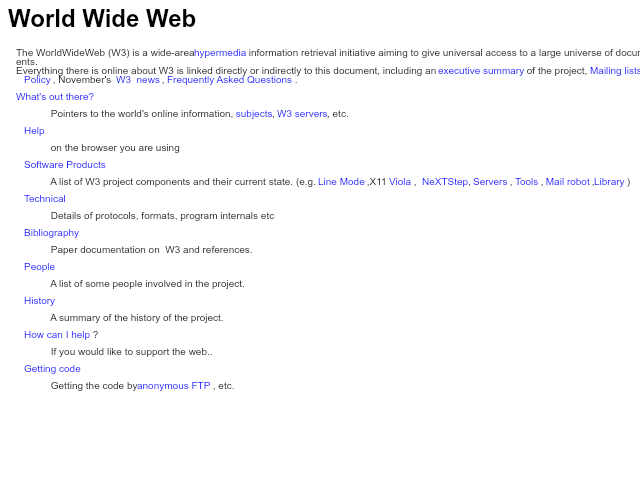 World Wide Web
The WorldWideWeb (W3) is a wide-areahypermedia information retrieval initiative aiming to give universal access to a large universe of docum
ents.
Everything there is online about W3 is linked directly or indirectly to this document, including an executive summary of the project, Mailing lists
Policy , November's W3 news , Frequently Asked Questions .
What's out there?
Pointers to the world's online information, subjects, W3 servers, etc.
Help
on the browser you are using
Software Products
A list of W3 project components and their current state. (e.g. Line Mode ,X11 Viola , NeXTStep, Servers , Tools , Mail robot ,Library )
Technical
Details of protocols, formats, program internals etc
Bibliography
Paper documentation on W3 and references.
People
A list of some people involved in the project.
History
A summary of the history of the project.
How can I help ?
If you would like to support the web..
Getting code
Getting the code byanonymous FTP , etc.